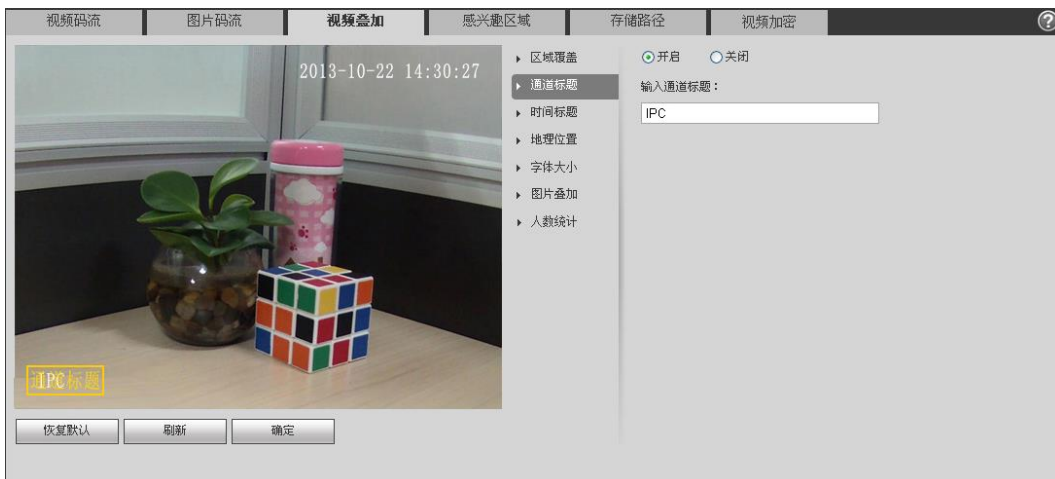 视频码流 图片码流 视频叠加 感兴趣区域 存储路径 视频加密
2013-10-22 14:30:27
通道标题
IPC
区域覆盖
通道标题
时间标题
地理位置
字体大小
图片叠加
人数统计
开启 关闭
输入通道标题：
IPC
恢复默认 刷新 确定